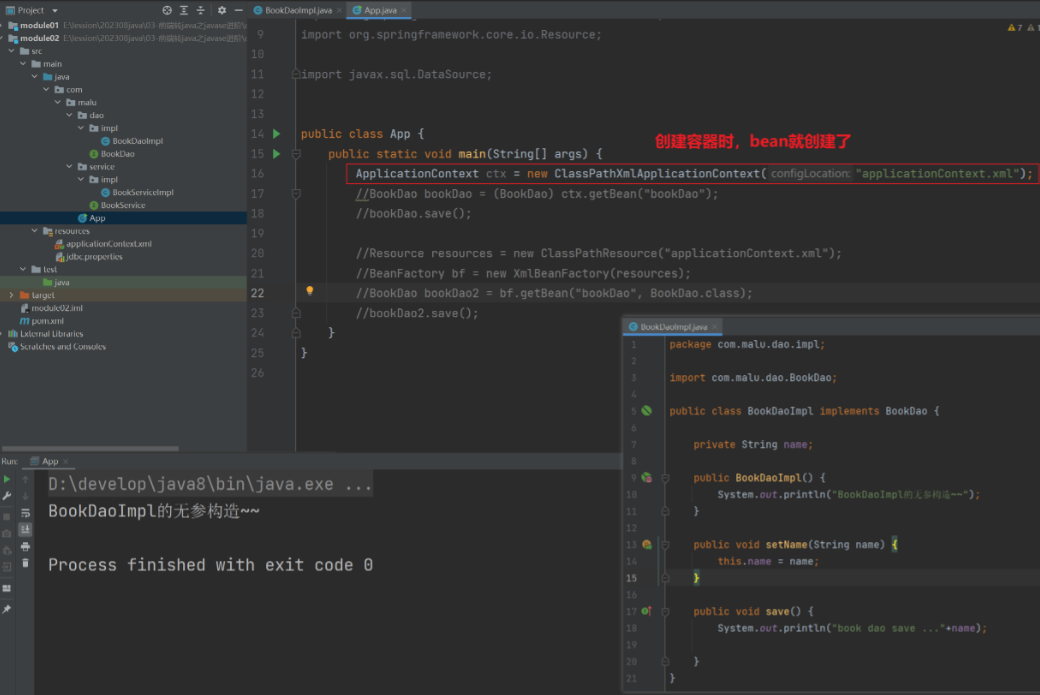 Project
module01 E:\lession\202308java\03-
module02 E:\lession\202308java\03-
src
main
java
com
malu
dao
impl
BookDaoImpl
BookDao
service
impl
BookServiceImpl
BookService
App
resources
applicationContext.xml
jdbc.properties
test
java
target
module02.iml
pom.xml
External Libraries
Scratches and Consoles
BookDaoImpl.java
App.java
7
1
9 import org.springframework.core.io.Resource;
10
11 import javax.sql.DataSource;
12
13
14 public class App {
创建容器时，bean就创建了
15 public static void main(String[] args) {
16 ApplicationContext ctx = new ClassPathXmlApplicationContext( configLocation: "applicationContext.xml");
17 //BookDao bookDao = (BookDao) ctx.getBean("bookDao");
18 //bookDao.save();
19
20 //Resource resources = new ClassPathResource("applicationContext.xml");
21 //BeanFactory bf = new XmlBeanFactory(resources);
22 //BookDao bookDao2 = bf.getBean("bookDao", BookDao.class);
23 //bookDao2.save();
24 }
25 }
26
BookDaoImpl.java
1 package com.malu.dao.impl;
2
3 import com.malu.dao.BookDao;
4
5 public class BookDaoImpl implements BookDao {
6
7 private String name;
8
9 public BookDaoImpl() {
10 System.out.println("BookDaoImpl的无参构造~~");
11 }
12
13 public void setName(String name) {
14 this.name = name;
15 }
16
17 public void save() {
18 System.out.println("book dao save ..."+name);
19
20 }
21 }
Run: App
D:\develop\java8\bin\java.exe ...
BookDaoImpl的无参构造~~
Process finished with exit code 0